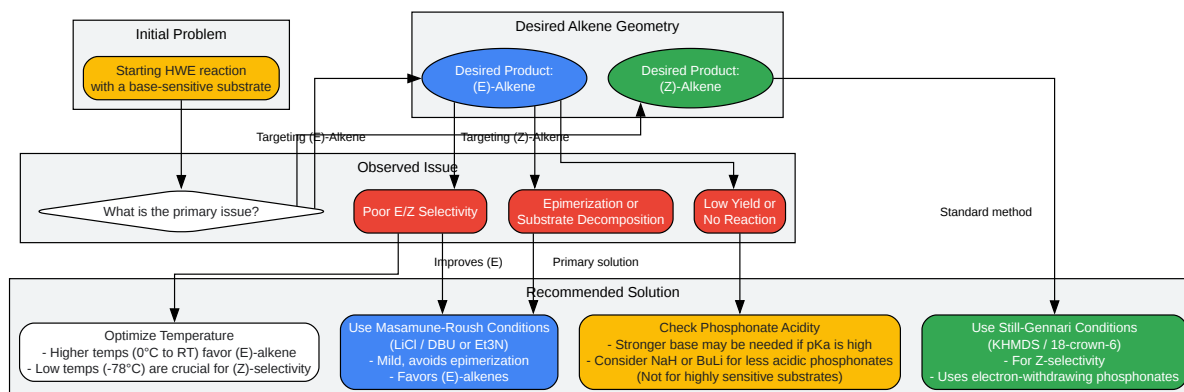 Initial Problem
Starting HWE reaction
with a base-sensitive substrate
Desired Alkene Geometry
Desired Product:
(E)-Alkene
Desired Product:
(Z)-Alkene
Targeting (E)-Alkene
Targeting (Z)-Alkene
Observed Issue
What is the primary issue?
Poor E/Z Selectivity
Epimerization or
Substrate Decomposition
Low Yield or
No Reaction
Standard method
Improves (E)
Primary solution
Recommended Solution
Optimize Temperature
- Higher temps (0°C to RT) favor (E)-alkene
- Low temps (-78°C) are crucial for (Z)-selectivity
Use Masamune-Roush Conditions
(LiCl / DBU or Et3N)
- Mild, avoids epimerization
- Favors (E)-alkenes
Check Phosphonate Acidity
- Stronger base may be needed if pKa is high
- Consider NaH or BuLi for less acidic phosphonates
(Not for highly sensitive substrates)
Use Still-Gennari Conditions
(KHMDS / 18-crown-6)
- For Z-selectivity
- Uses electron-withdrawing phosphonates